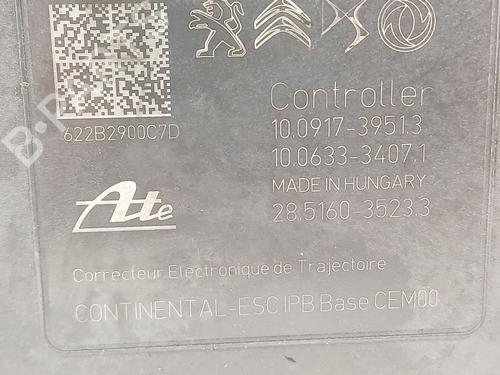 622B2900C7D
Controller
10.0917-3951.3
10.0633-3407.1
MADE IN HUNGARY
28.5160-3523.3
Ate
Correcteur Electronique de Trajectoire
CONTINENTAL-ESC IPB Base CEM00